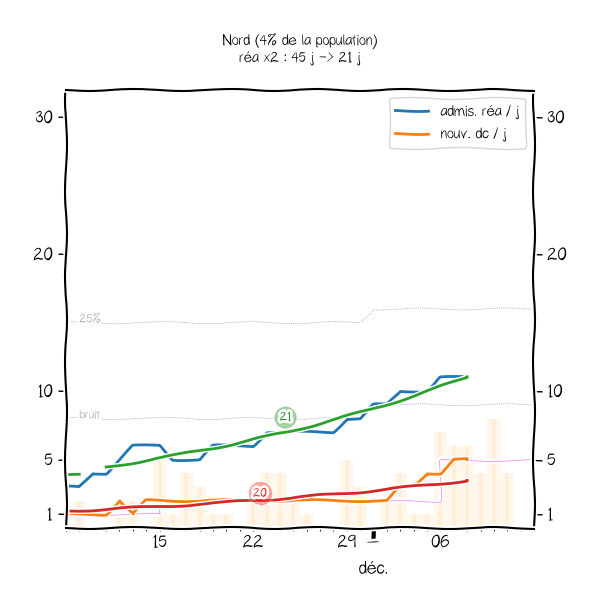 Nord (4% de la population)
réa x2 : 45 j -> 21 j
admis. réa / j
nouv. dc / j
30
30
20
20
25%
10
10
bruit
21
5
5
20
1
1
15
22
29
06
déc.